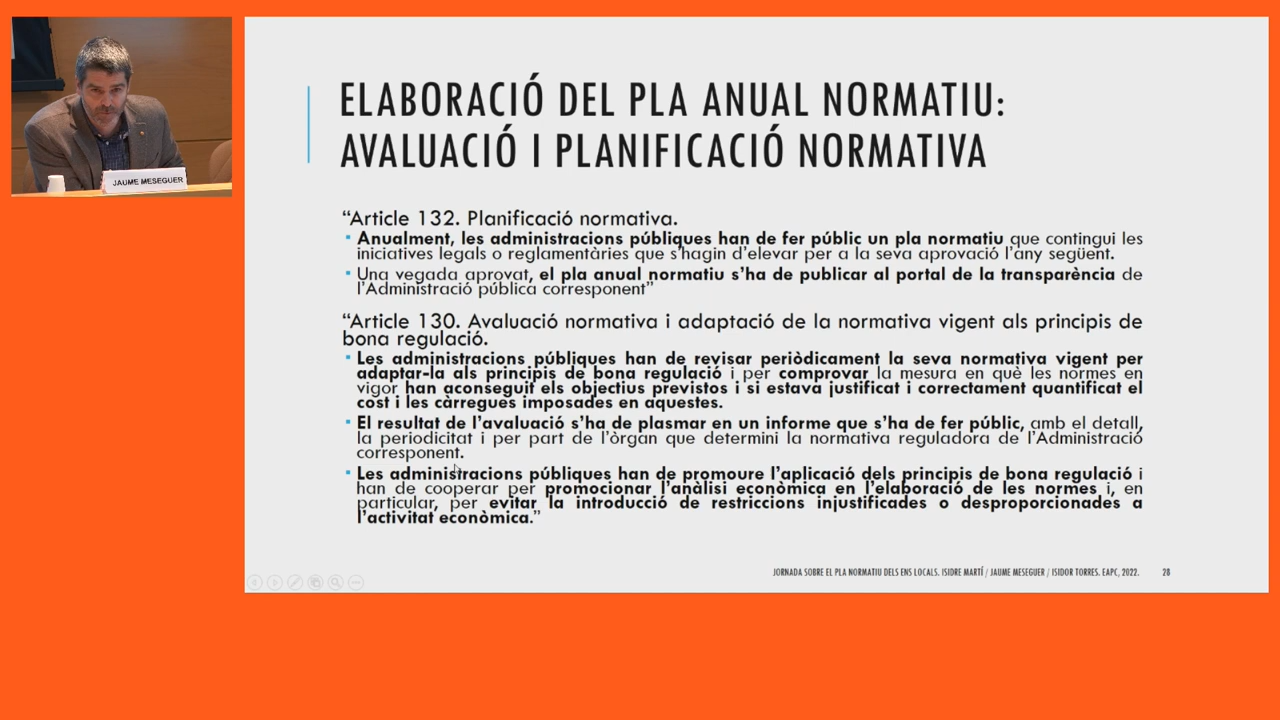 JAUME MESEGUER
ELABORACIÓ DEL PLA ANUAL NORMATIU:
AVALUACIÓ I PLANIFICACIÓ NORMATIVA
“Article 132. Planificació normativa.
Anualment, les administracions públiques han de fer públic un pla normatiu que contingui les
iniciatives legals o reglamentàries que s’hagin d’elevar per a la seva aprovació l’any següent.
Una vegada aprovat, el pla anual normatiu s’ha de publicar al portal de la transparència de
l’Administració pública corresponent”
“Article 130. Avaluació normativa i adaptació de la normativa vigent als principis de
bona regulació.
Les administracions públiques han de revisar periòdicament la seva normativa vigent per
adaptar-la als principis de bona regulació i per comprovar la mesura en què les normes en
vigor han aconseguit els objectius previstos i si estava justificat i correctament quantificat el
cost i les càrregues imposades en aquestes.
El resultat de l’avaluació s’ha de plasmar en un informe que s’ha de fer públic, amb el detall,
la periodicitat i per part de l’òrgan que determini la normativa reguladora de l’Administració
corresponent.
Les administracions públiques han de promoure l’aplicació dels principis de bona regulació i
han de cooperar per promocionar l’anàlisi econòmica en l’elaboració de les normes i, en
particular, per evitar la introducció de restriccions injustificades o desproporcionades a
l’activitat econòmica.”
JORNADA SOBRE EL PLA NORMATIU DELS ENS LOCALS. ISIDRE MARTÍ / JAUME MESEGUER / ISIDOR TORRES. EAPC, 2022. 28